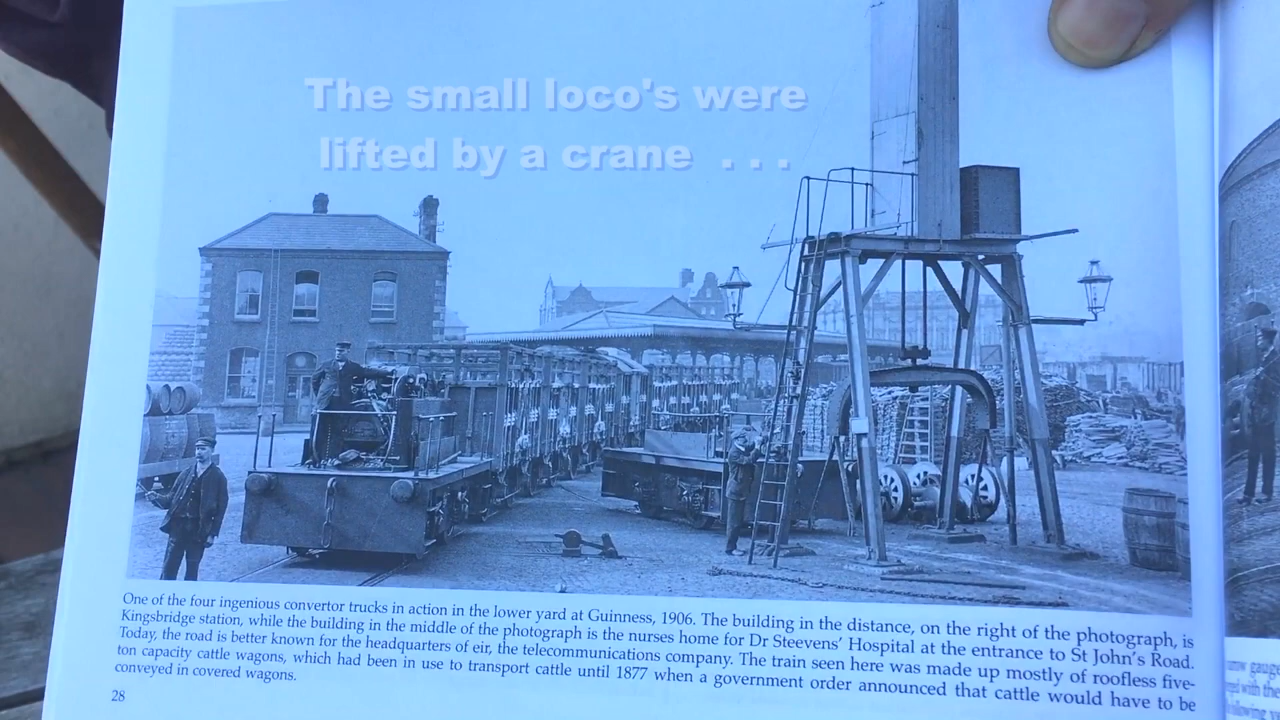 The small loco's were
lifted by a crane ...
One of the four ingenious convertor trucks in action in the lower yard at Guinness, 1906. The building in the distance, on the right of the photograph, is
Kingsbridge station, while the building in the middle of the photograph is the nurses home for Dr Steevens' Hospital at the entrance to St John's Road.
Today, the road is better known for the headquarters of eir, the telecommunications company. The train seen here was made up mostly of roofless five-
ton capacity cattle wagons, which had been in use to transport cattle until 1877 when a government order announced that cattle would have to be
conveyed in covered wagons.
28